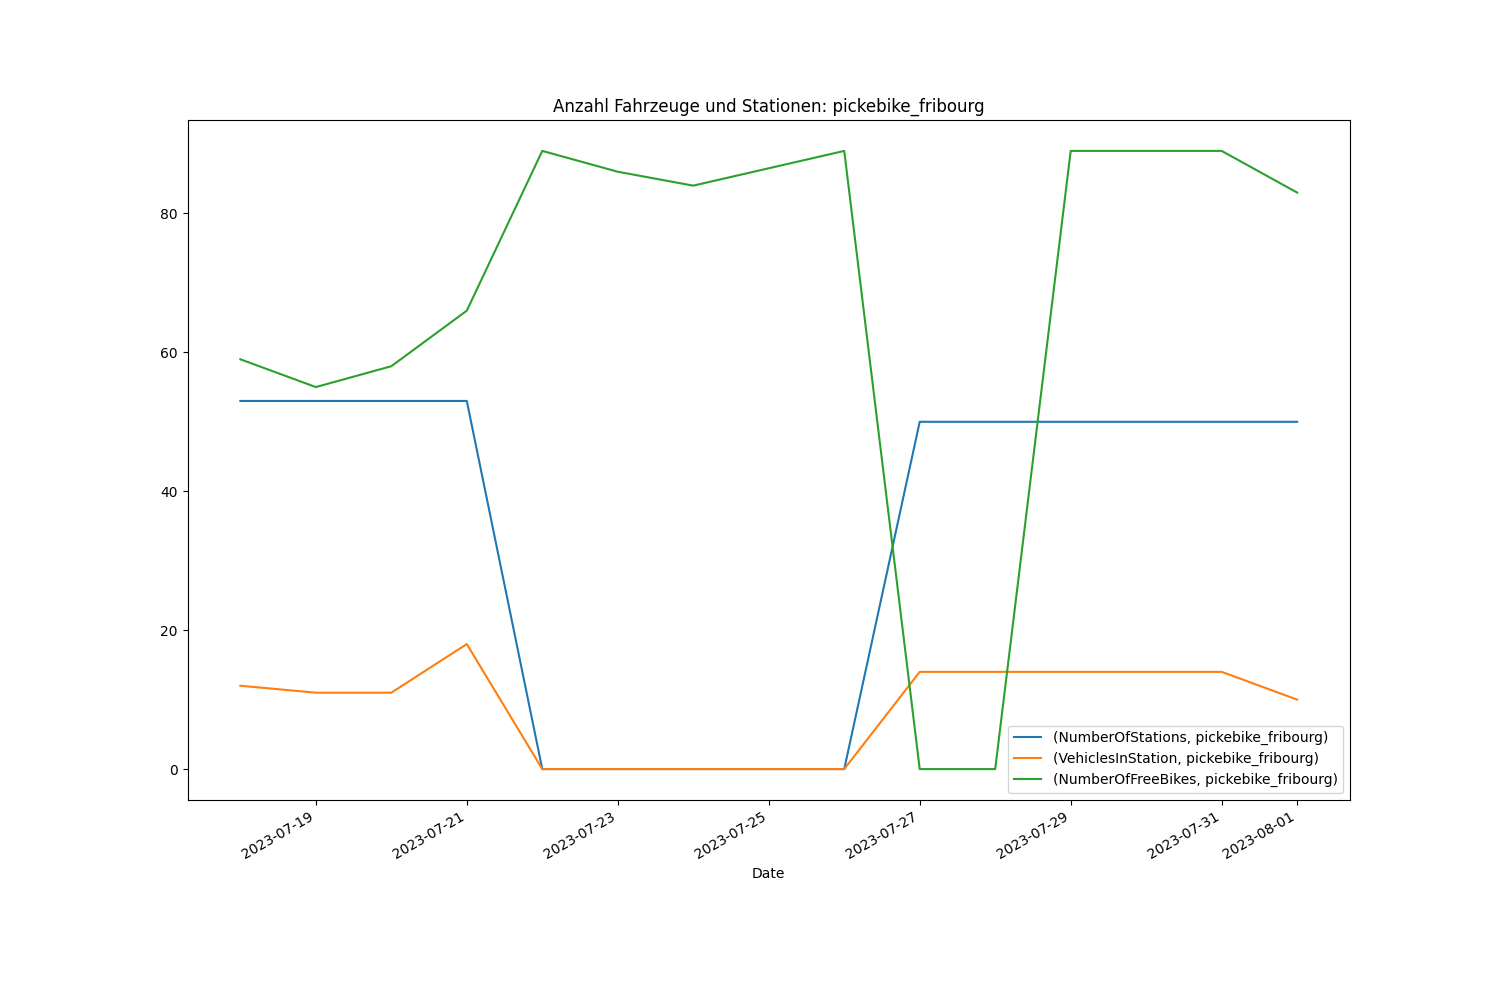 Anzahl Fahrzeuge und Stationen: pickebike_fribourg
80
60
40
20
0
(NumberOfStations, pickebike_fribourg)
(VehiclesInStation, pickebike_fribourg)
(NumberOfFreeBikes, pickebike_fribourg)
2023-07-19
2023-07-21
2023-07-23
2023-07-25
2023-07-27
2023-07-29
2023-07-31
2023-08-01
Date